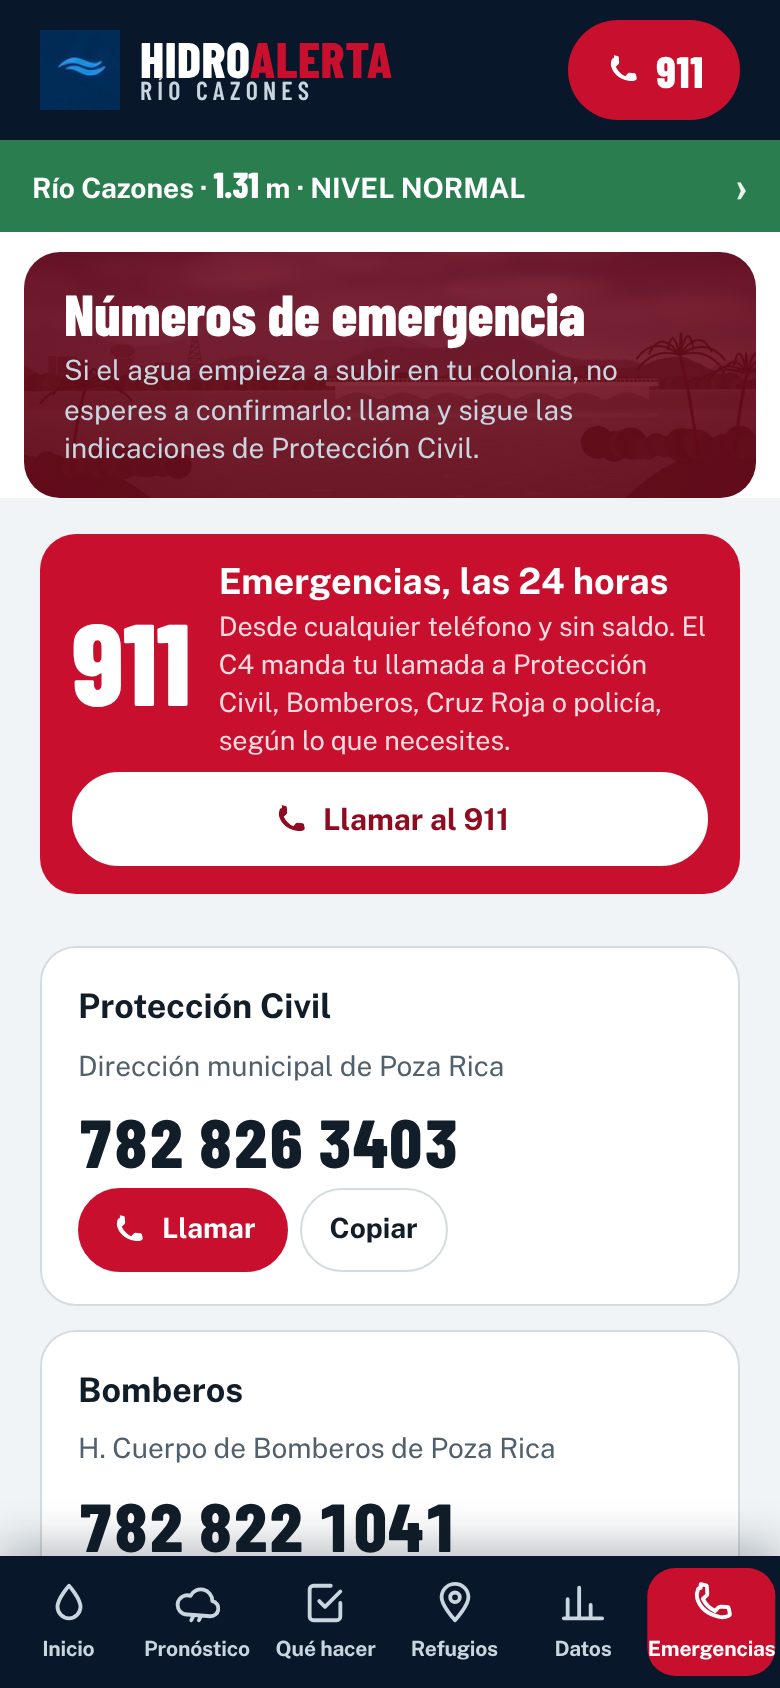 HIDROALERTA
RÍO CAZONES
911
Río Cazones · 1.31 m · NIVEL NORMAL
Números de emergencia
Si el agua empieza a subir en tu colonia, no
esperes a confirmarlo: llama y sigue las
indicaciones de Protección Civil.
911
Emergencias, las 24 horas
Desde cualquier teléfono y sin saldo. El
C4 manda tu llamada a Protección
Civil, Bomberos, Cruz Roja o policía,
según lo que necesites.
Llamar al 911
Protección Civil
Dirección municipal de Poza Rica
782 826 3403
Llamar
Copiar
Bomberos
H. Cuerpo de Bomberos de Poza Rica
782 822 1041
Inicio
Pronóstico
Qué hacer
Refugios
Datos
Emergencias